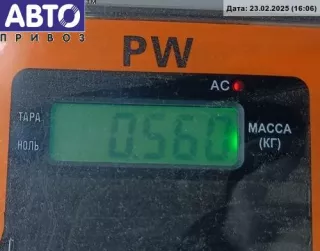 АВТО
ПРИВОЗ
Дата: 23.02.2025 (16:06)
PW
AC
ТАРА
НОЛЬ
0.560
МАССА
(КГ)